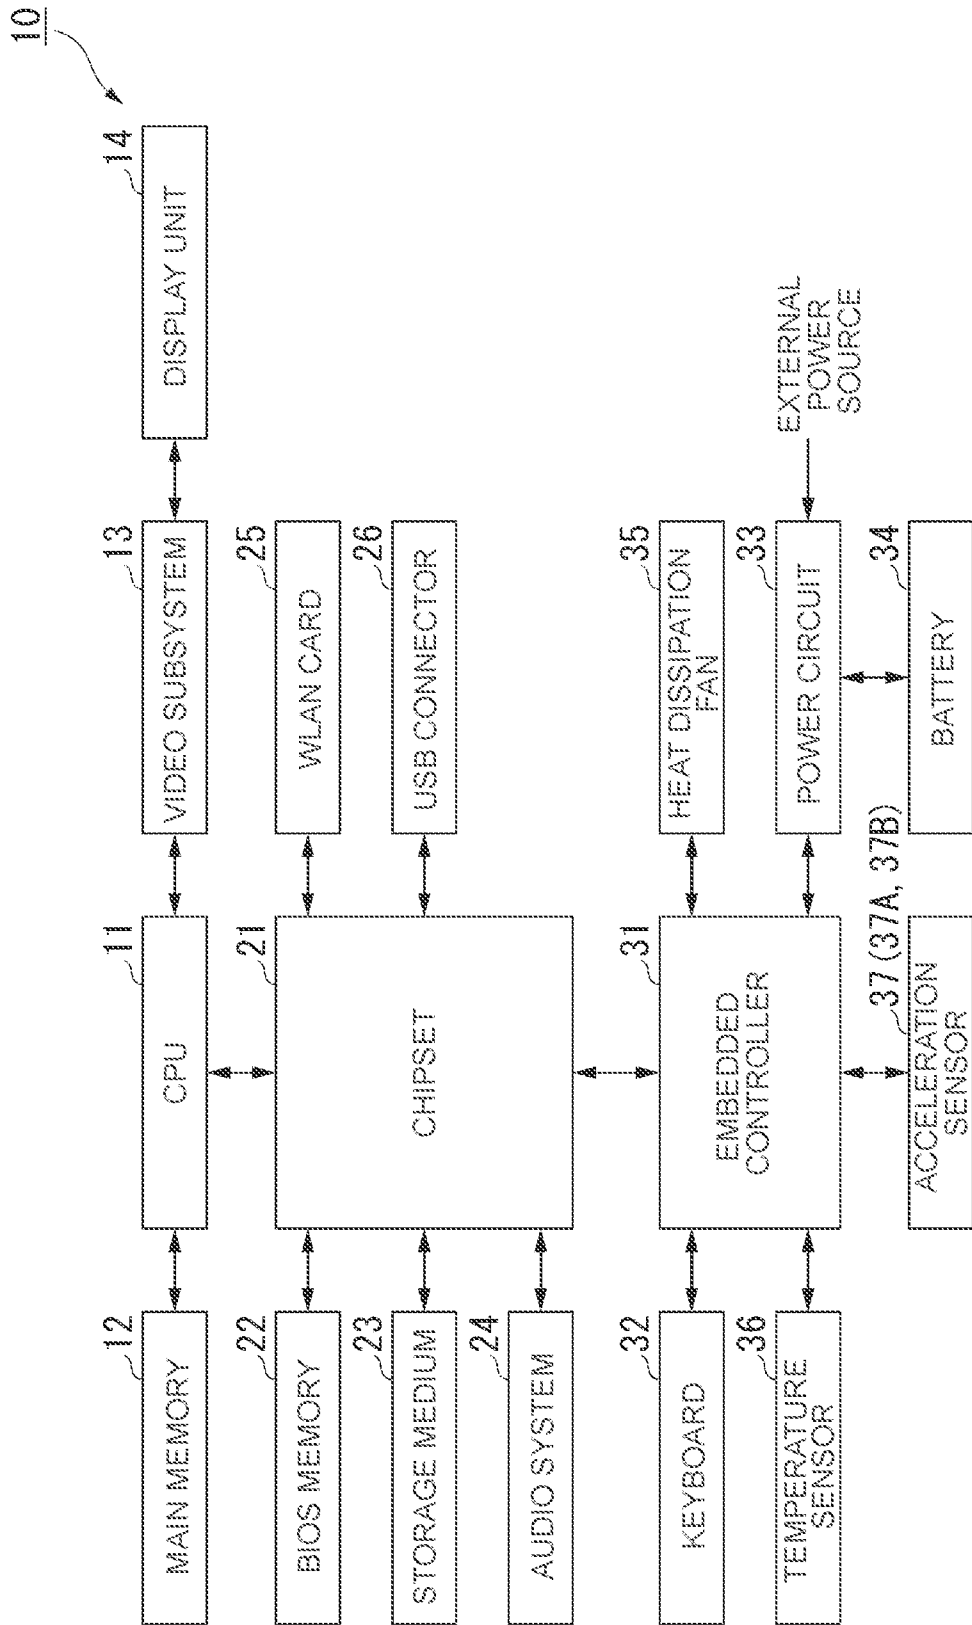 10
12
MAIN MEMORY
11
CPU
13
VIDEO SUBSYSTEM
14
DISPLAY UNIT
22
BIOS MEMORY
21
CHIPSET
25
WLAN CARD
23
STORAGE MEDIUM
26
USB CONNECTOR
24
AUDIO SYSTEM
32
KEYBOARD
31
EMBEDDED
CONTROLLER
35
HEAT DISSIPATION
FAN
36
TEMPERATURE
SENSOR
33
POWER CIRCUIT
EXTERNAL
POWER
SOURCE
37 (37A, 37B)
ACCELERATION
SENSOR
34
BATTERY